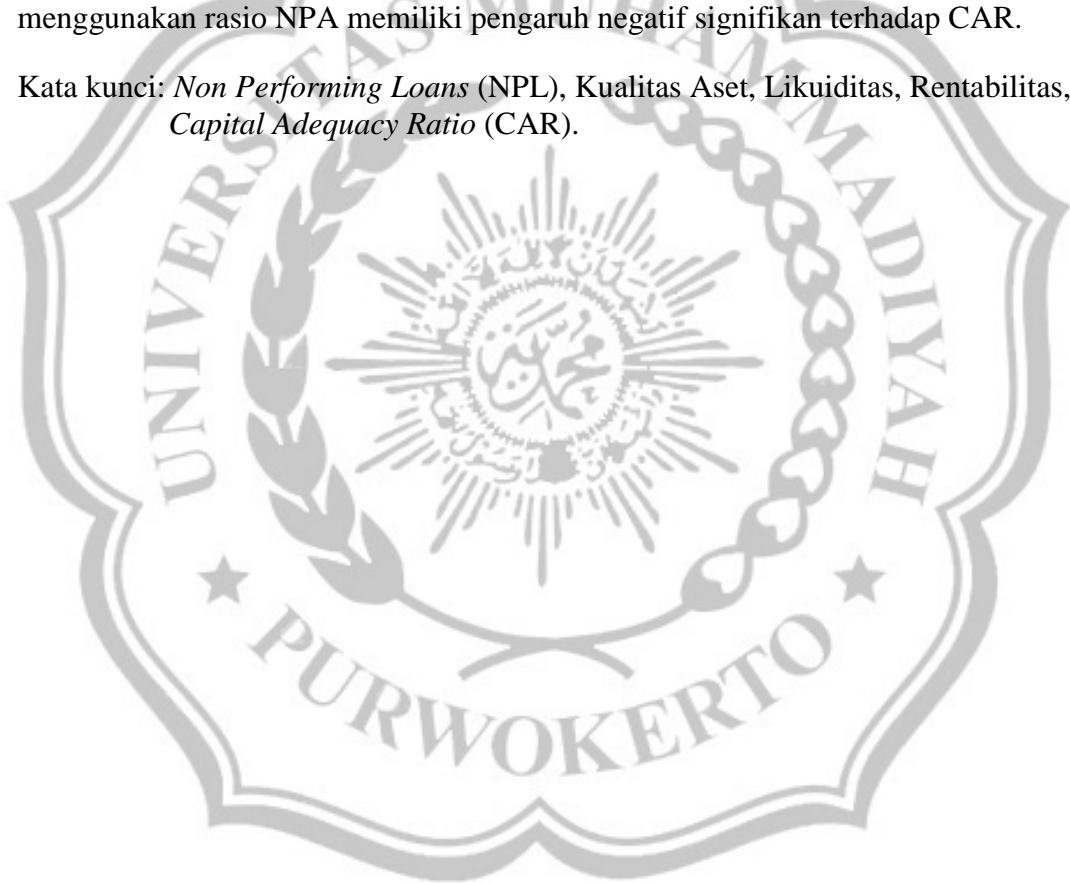 menggunakan rasio NPA memiliki pengaruh negatif signifikan terhadap CAR.
Kata kunci: Non Performing Loans (NPL), Kualitas Aset, Likuiditas, Rentabilitas,
Capital Adequacy Ratio (CAR).
UNIVERSITAS MUHAMMADIYAH
PURWOKERTO